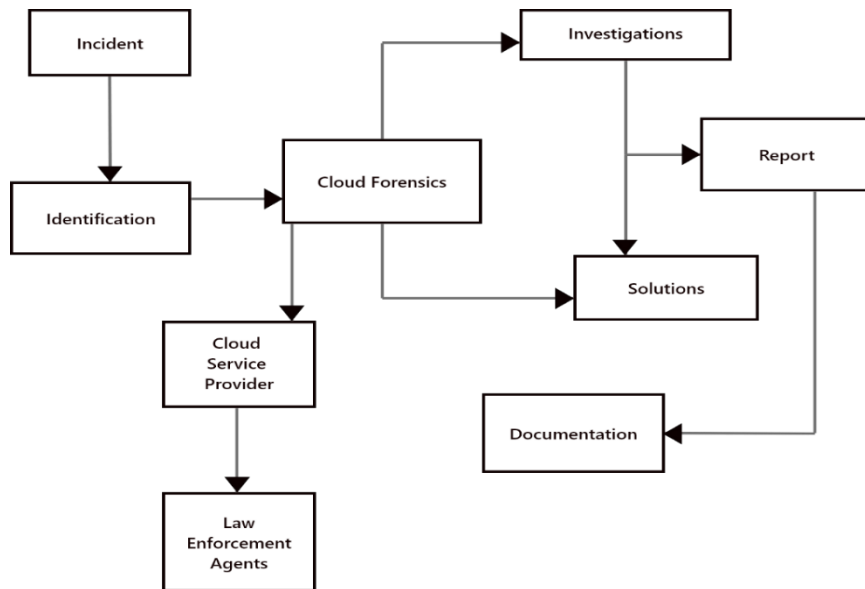 Incident
Investigations
Report
Cloud Forensics
Identification
Solutions
Cloud
Service
Provider
Documentation
Law
Enforcement
Agents